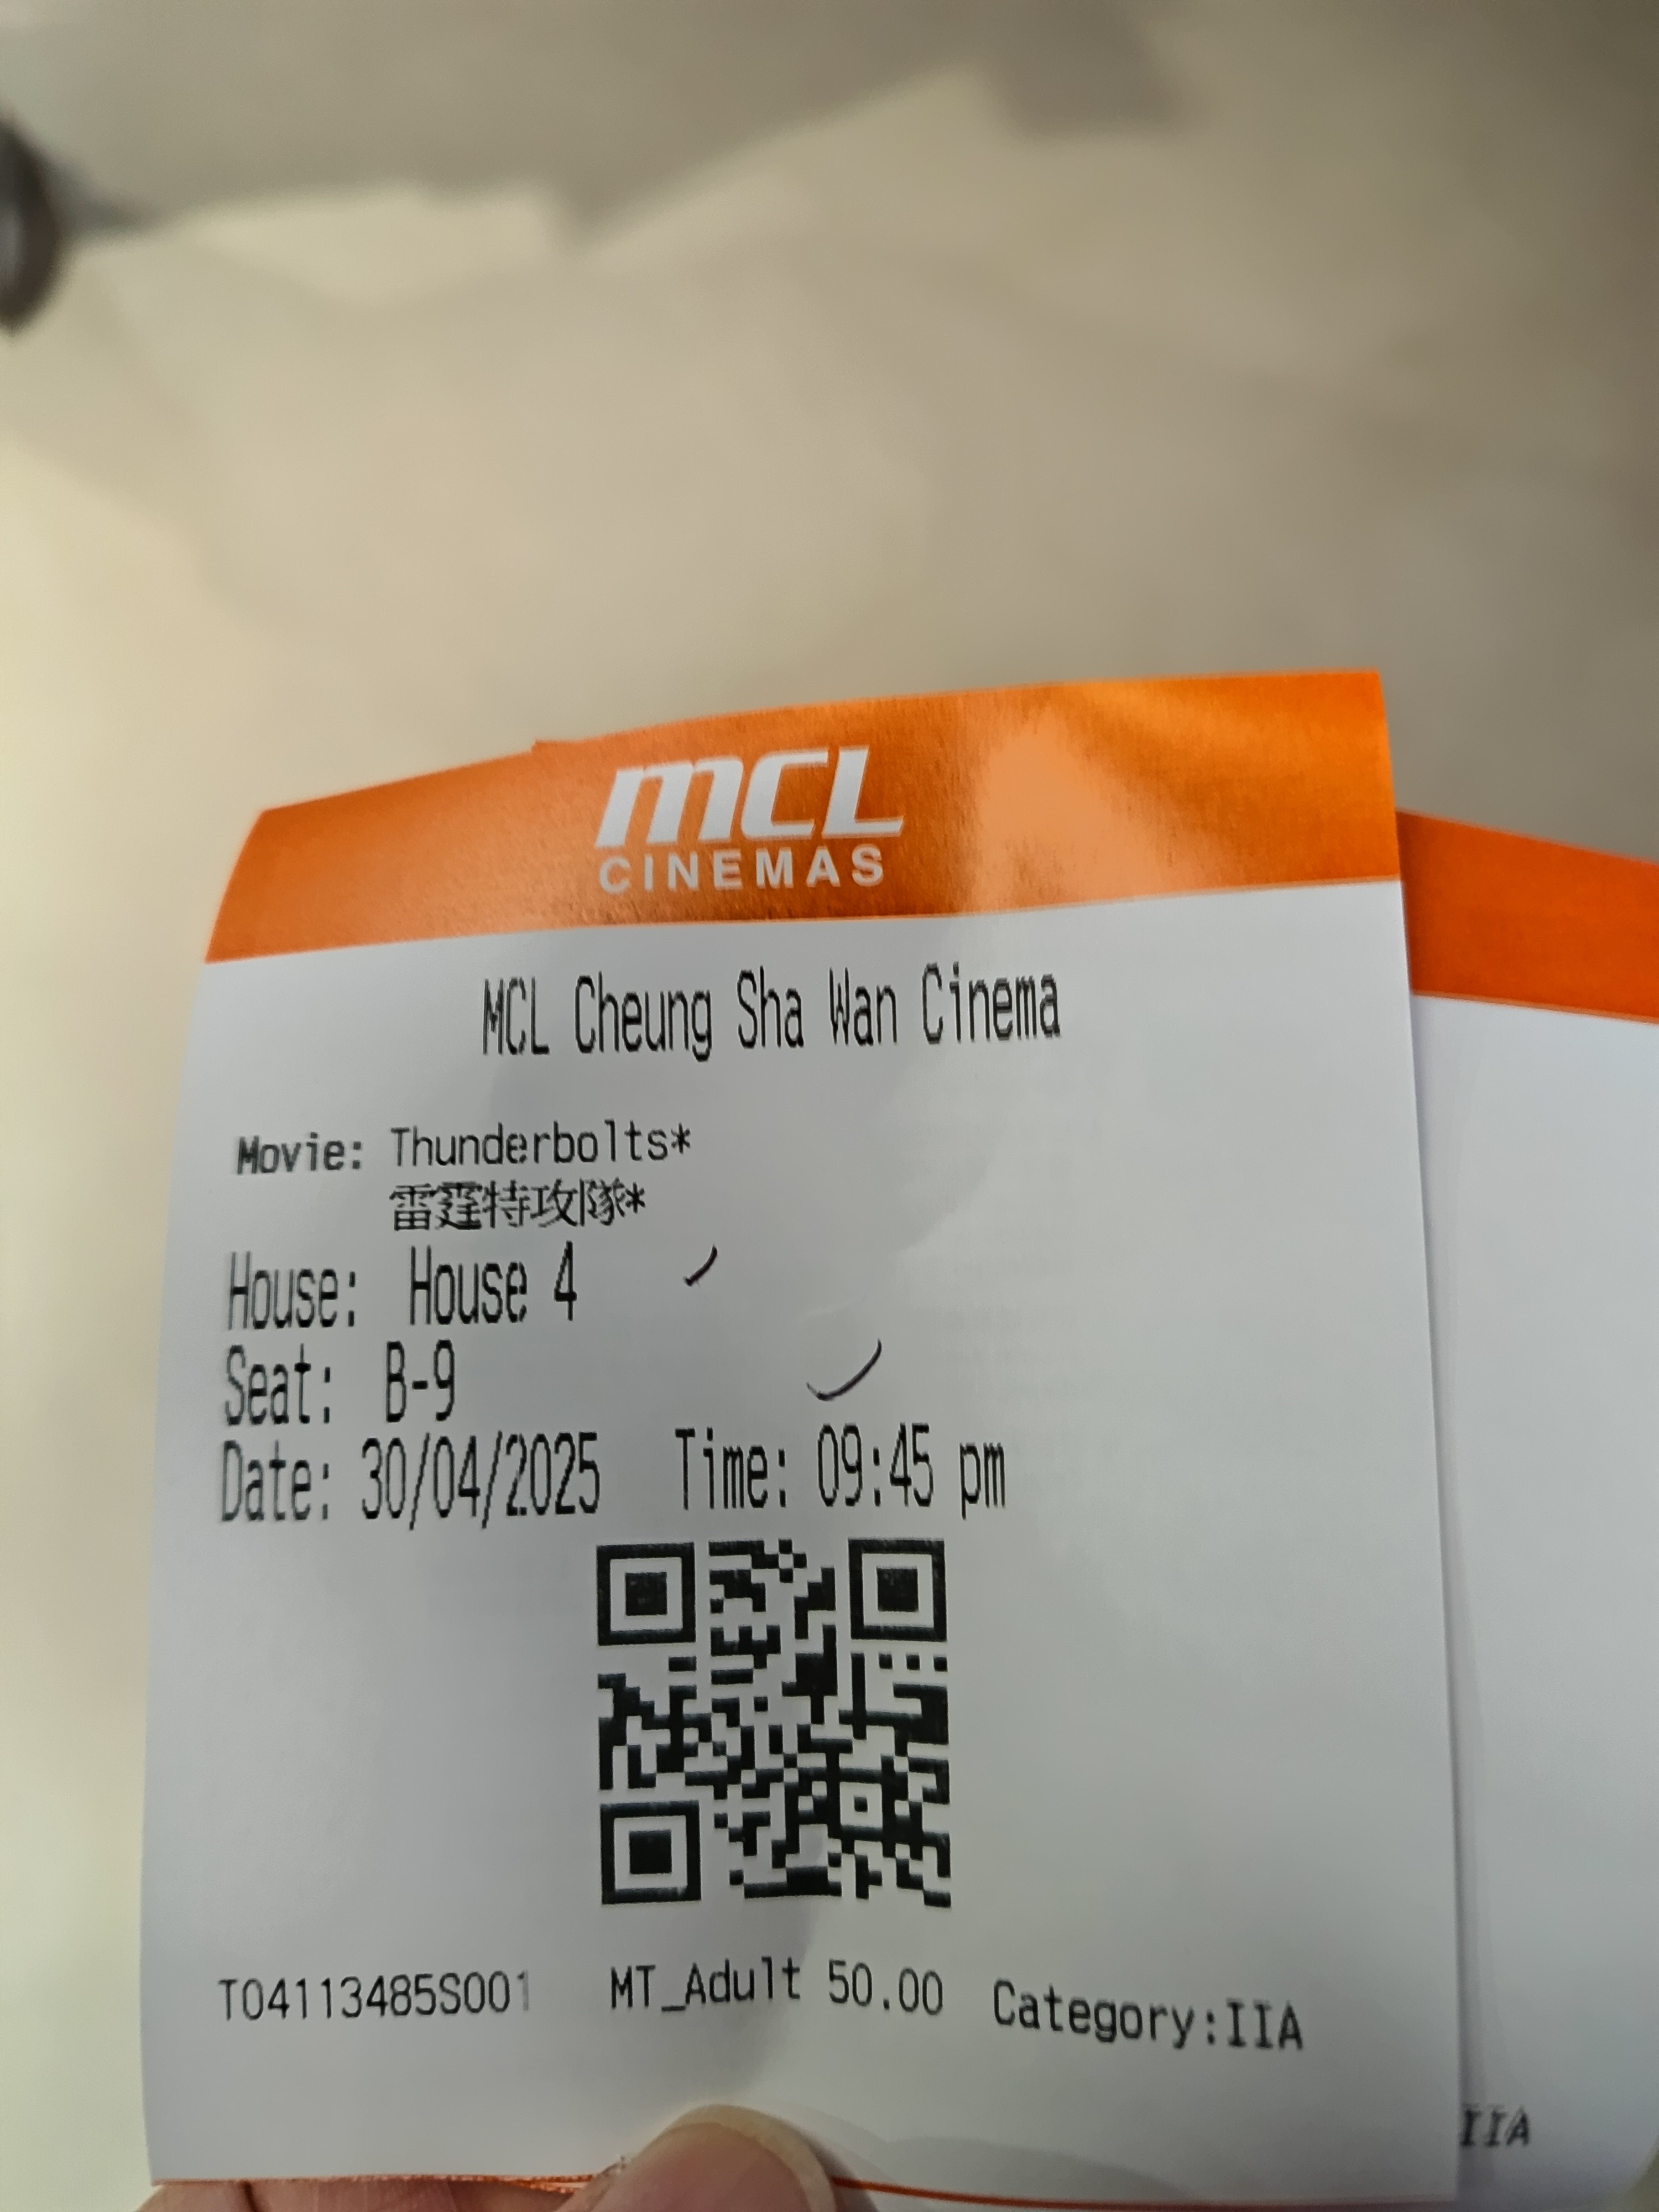 mCL
CINEMAS
MCL Cheung Sha Wan Cinema
Movie: Thunderbolts*
雷霆特攻隊*
House: House 4
Seat: B-9
Date: 30/04/2025 Time: 09:45 pm
T04113485S001 MT_Adult 50.00 Category:IIA
IIA